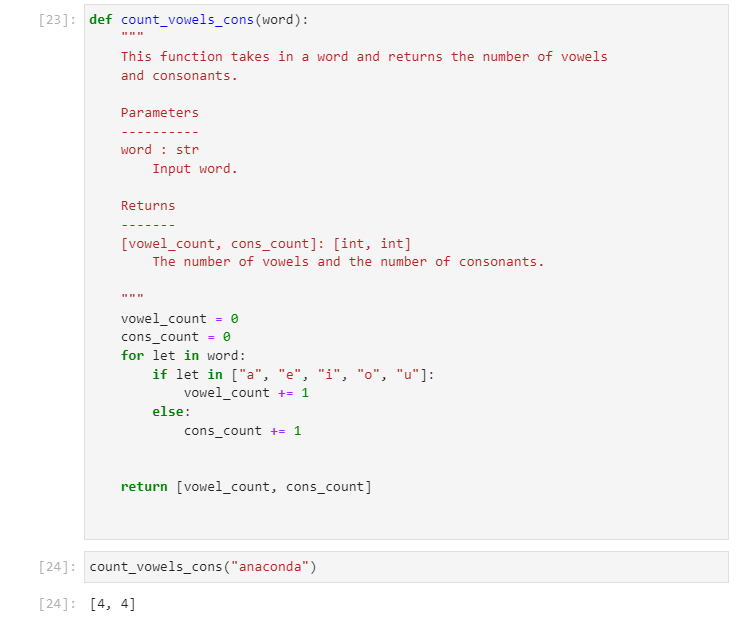 [23]: def count_vowels_cons(word):
    """
    This function takes in a word and returns the number of vowels
    and consonants.
    Parameters
    ----------
    word : str
        Input word.
    Returns
    -------
    [vowel_count, cons_count]: [int, int]
        The number of vowels and the number of consonants.
    """
    vowel_count = 0
    cons_count = 0
    for let in word:
        if let in ["a", "e", "i", "o", "u"]:
            vowel_count += 1
        else:
            cons_count += 1
    return [vowel_count, cons_count]
[24]: count_vowels_cons("anaconda")
[24]: [4, 4]